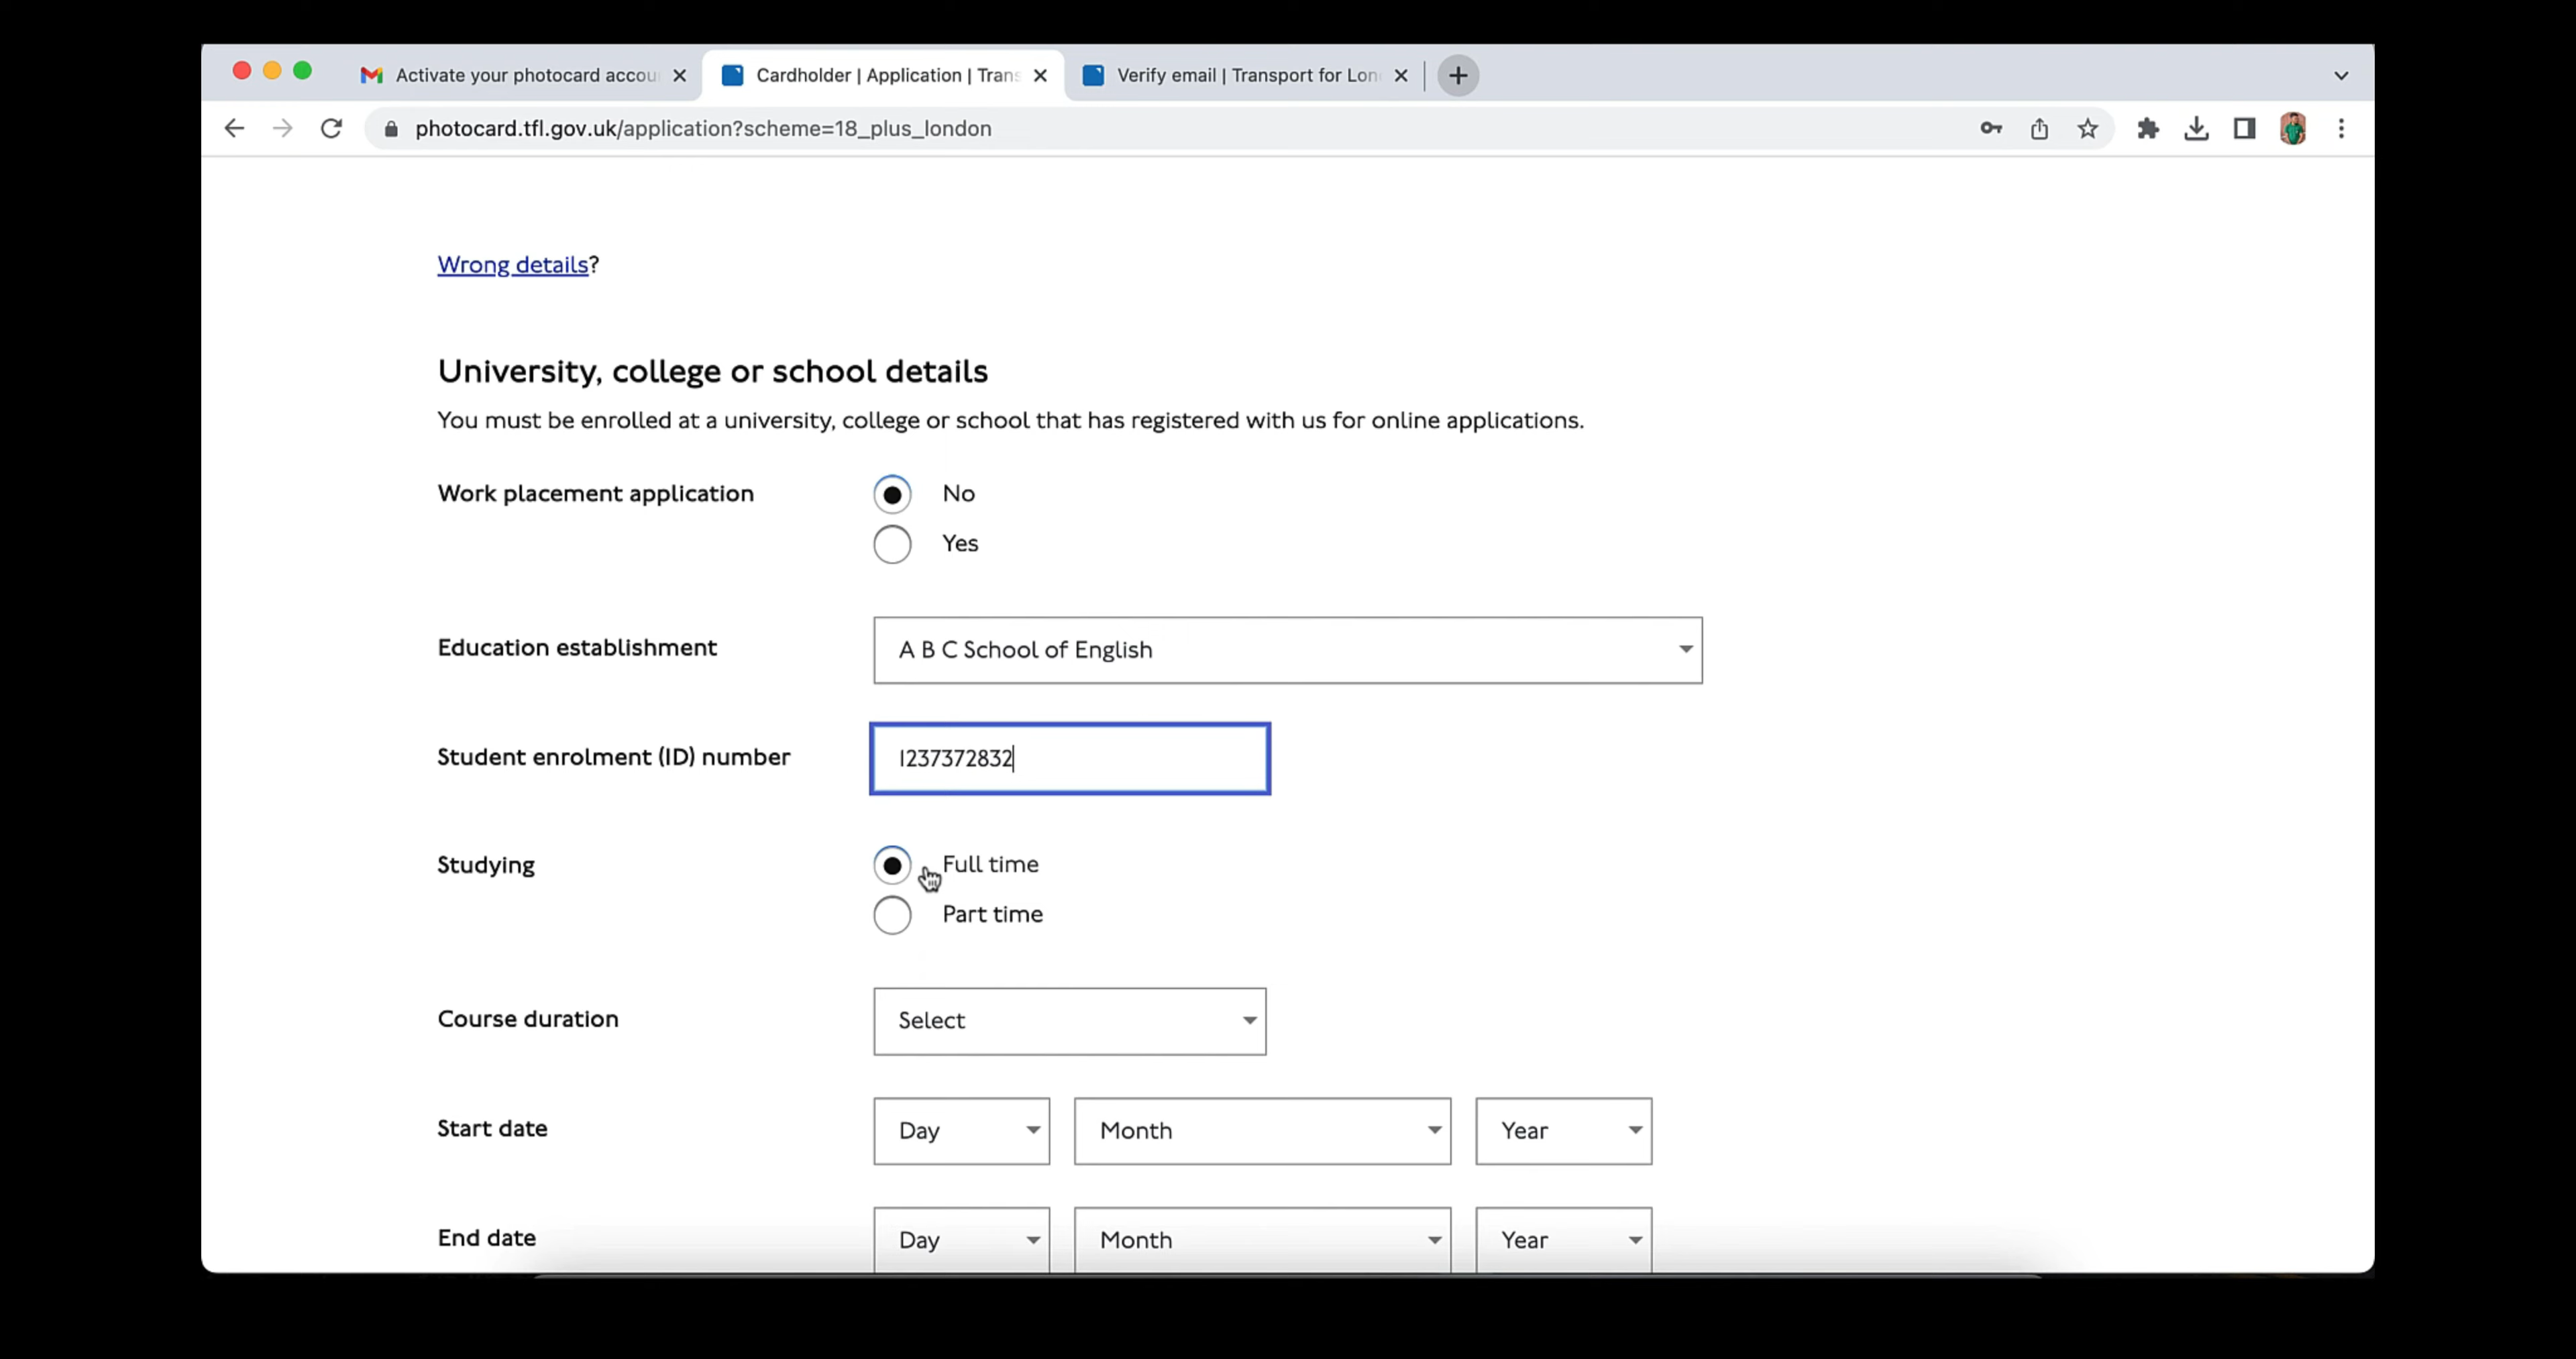 Activate your photocard accou
Cardholder | Application | Trans
Verify email | Transport for Lon
photocard.tfl.gov.uk/application?scheme=18_plus_london
Wrong details?
University, college or school details
You must be enrolled at a university, college or school that has registered with us for online applications.
Work placement application
No
Yes
Education establishment
A B C School of English
Student enrolment (ID) number
1237372832
Studying
Full time
Part time
Course duration
Select
Start date
Day
Month
Year
End date
Day
Month
Year